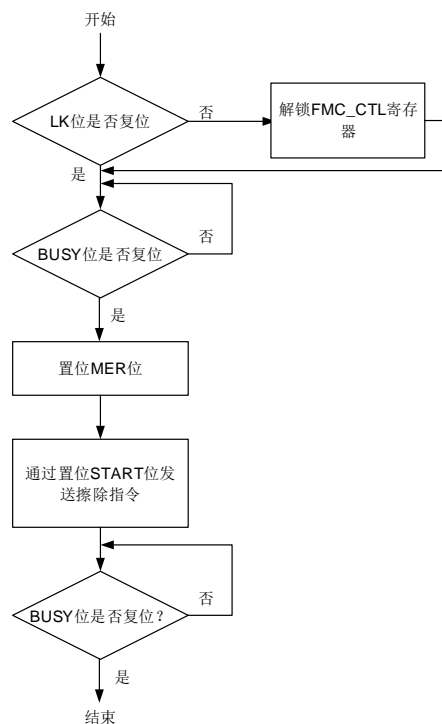 开始
LK位是否复位
否
解锁FMC_CTL寄存
器
是
BUSY位是否复位
否
是
置位MER位
通过置位START位发
送擦除指令
BUSY位是否复位？
否
是
结束